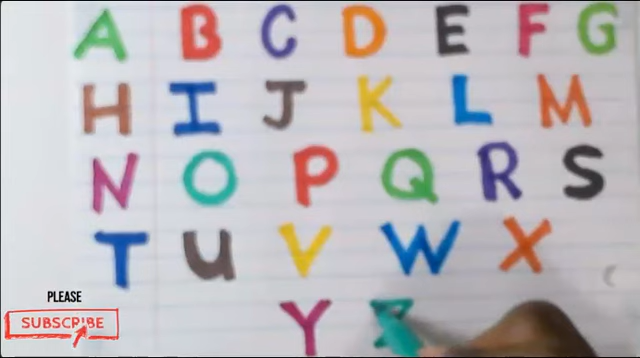 A B C D E F G
H I J K L M
N O P Q R S
T U V W X
Y Z
PLEASE
SUBSCRIBE